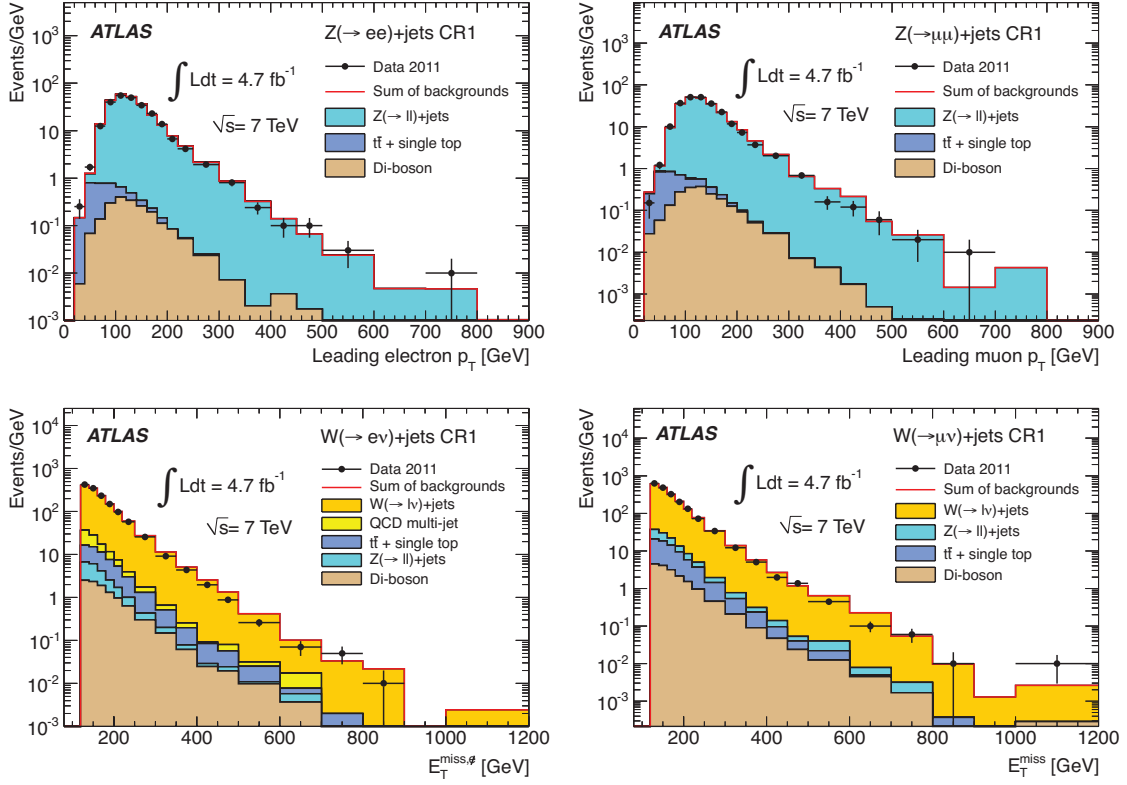 Events/GeV
ATLAS
Z(→ ee)+jets CR1
∫ Ldt = 4.7 fb⁻¹
√s= 7 TeV
Data 2011
Sum of backgrounds
Z(→ ll)+jets
tt̄ + single top
Di-boson
10³
10²
10
1
10⁻¹
10⁻²
10⁻³
0 100 200 300 400 500 600 700 800 900
Leading electron p_T [GeV]
Events/GeV
ATLAS
Z(→μμ)+jets CR1
∫ Ldt = 4.7 fb⁻¹
√s= 7 TeV
Data 2011
Sum of backgrounds
Z(→ ll)+jets
tt̄ + single top
Di-boson
10³
10²
10
1
10⁻¹
10⁻²
10⁻³
0 100 200 300 400 500 600 700 800 900
Leading muon p_T [GeV]
Events/GeV
ATLAS
W(→ eν)+jets CR1
∫ Ldt = 4.7 fb⁻¹
√s= 7 TeV
Data 2011
Sum of backgrounds
W(→ lν)+jets
QCD multi-jet
tt̄ + single top
Z(→ ll)+jets
Di-boson
10⁴
10³
10²
10
1
10⁻¹
10⁻²
10⁻³
200 400 600 800 1000 1200
E_T^miss,e̸ [GeV]
Events/GeV
ATLAS
W(→μν)+jets CR1
∫ Ldt = 4.7 fb⁻¹
√s= 7 TeV
Data 2011
Sum of backgrounds
W(→ lν)+jets
Z(→ ll)+jets
tt̄ + single top
Di-boson
10⁴
10³
10²
10
1
10⁻¹
10⁻²
10⁻³
200 400 600 800 1000 1200
E_T^miss [GeV]